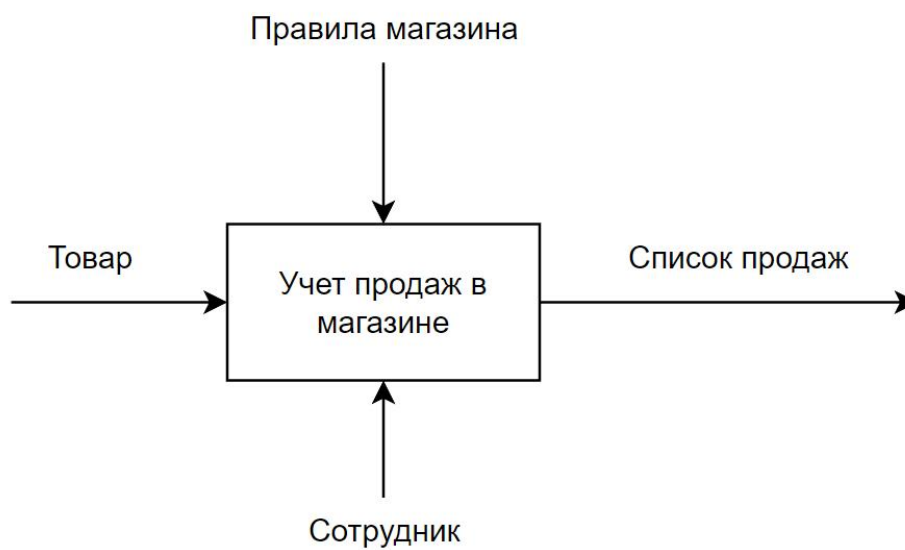 Правила магазина
Товар
Учет продаж в
магазине
Список продаж
Сотрудник